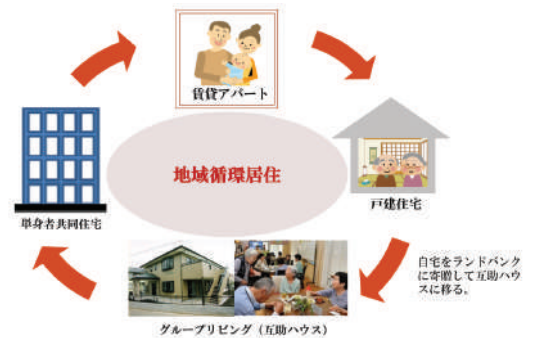 賃貸アパート
地域循環居住
単身者共同住宅
戸建住宅
自宅をランドバンク
に寄贈して互助ハウ
スに移る。
グループリビング（互助ハウス）